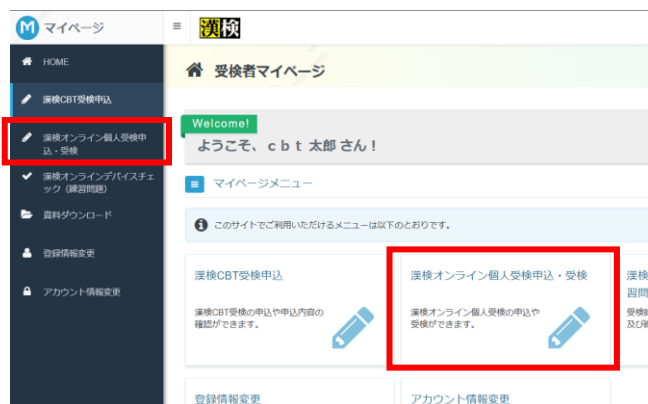 M マイページ
漢検
HOME
漢検CBT受検申込
漢検オンライン個人受検申
込・受検
漢検オンラインデバイスチェ
ック（練習問題）
資料ダウンロード
登録情報変更
アカウント情報変更
受検者マイページ
Welcome!
ようこそ、ｃｂｔ 太郎 さん！
マイページメニュー
このサイトでご利用いただけるメニューは以下のとおりです。
漢検CBT受検申込
漢検CBT受検の申込や申込内容の
確認ができます。
漢検オンライン個人受検申込・受検
漢検オンライン個人受検の申込や
受検ができます。
漢検
習問
受検
及び
登録情報変更
アカウント情報変更